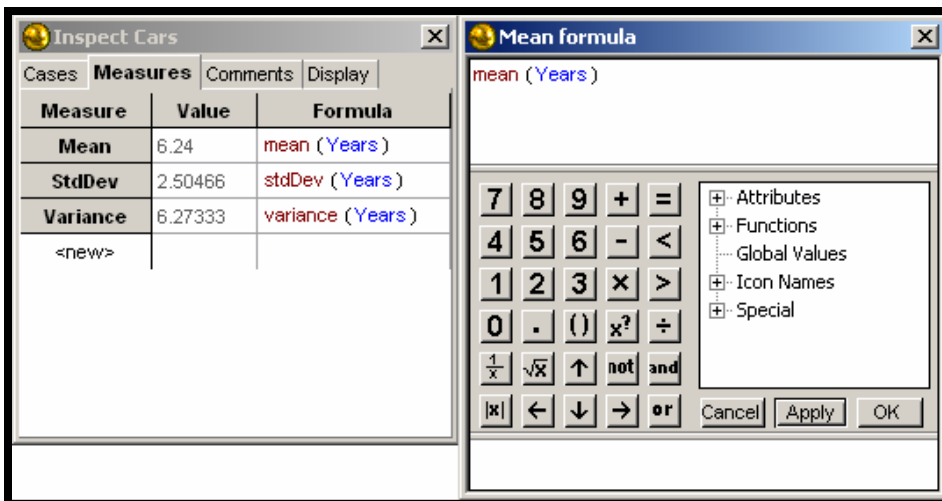 Inspect Cars
Cases Measures Comments Display
Measure Value Formula
Mean 6.24 mean (Years)
StdDev 2.50466 stdDev (Years)
Variance 6.27333 variance (Years)
<new>
Mean formula
mean (Years)
7 8 9 + =
4 5 6 - <
1 2 3 × >
0 . () x? ÷
1/x √x ↑ not and
|x| ← ↓ → or
Attributes
Functions
Global Values
Icon Names
Special
Cancel Apply OK